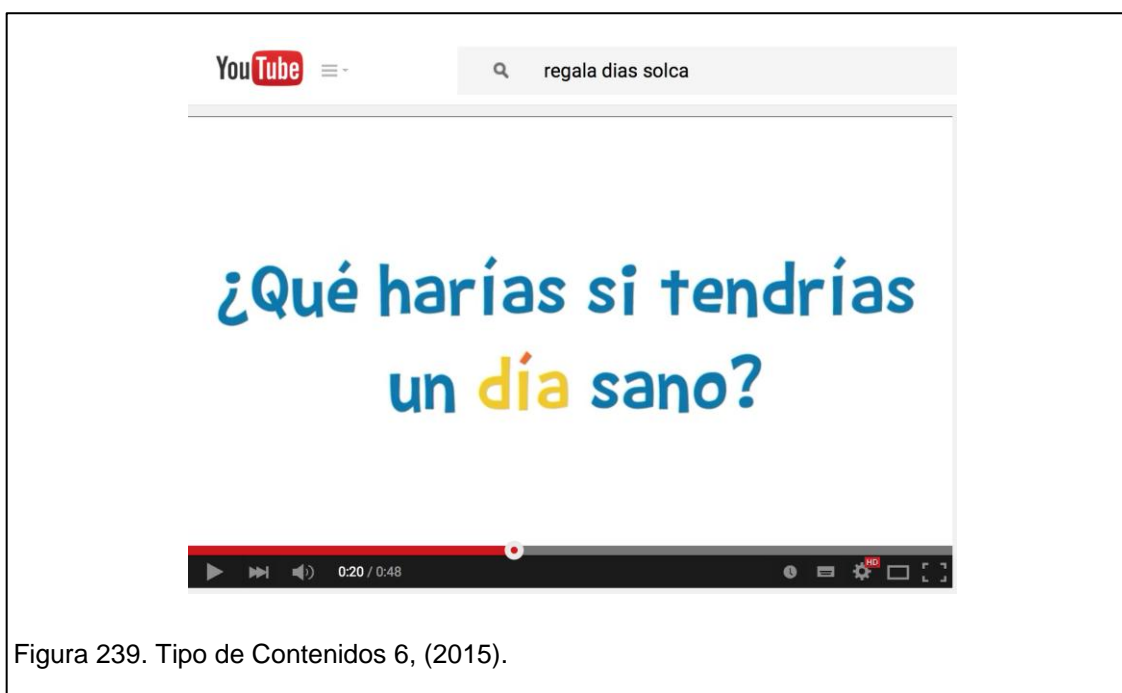 YouTube
regala dias solca
¿Qué harías si tendrías
un día sano?
0:20 / 0:48
HD
Figura 239. Tipo de Contenidos 6, (2015).